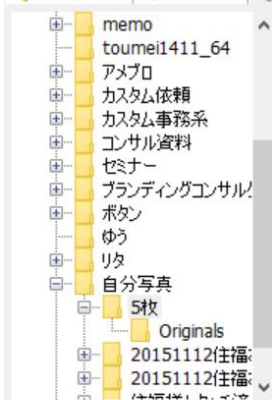 memo
toumei1411_64
アメブロ
カスタム依頼
カスタム事務系
コンサル資料
セミナー
ブランディングコンサル
ボタン
ゆう
リタ
自分写真
5枚
Originals
20151112住福
20151112住福